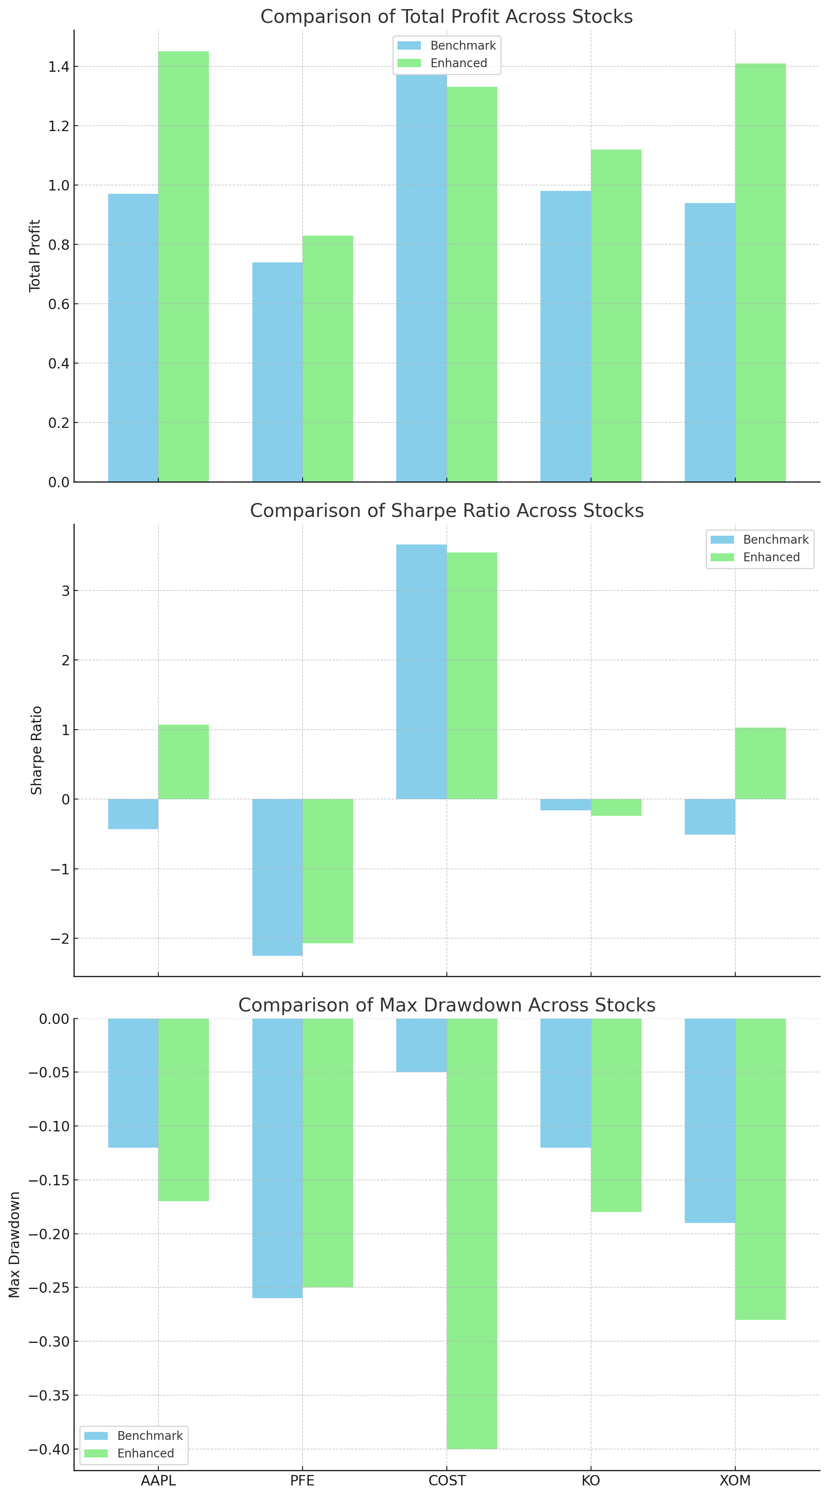 Comparison of Total Profit Across Stocks
Benchmark
Enhanced
1.4
1.2
1.0
0.8
0.6
0.4
0.2
0.0
Total Profit
Comparison of Sharpe Ratio Across Stocks
Benchmark
Enhanced
3
2
1
0
−1
−2
Sharpe Ratio
Comparison of Max Drawdown Across Stocks
0.00
−0.05
−0.10
−0.15
−0.20
−0.25
−0.30
−0.35
−0.40
Max Drawdown
Benchmark
Enhanced
AAPL PFE COST KO XOM